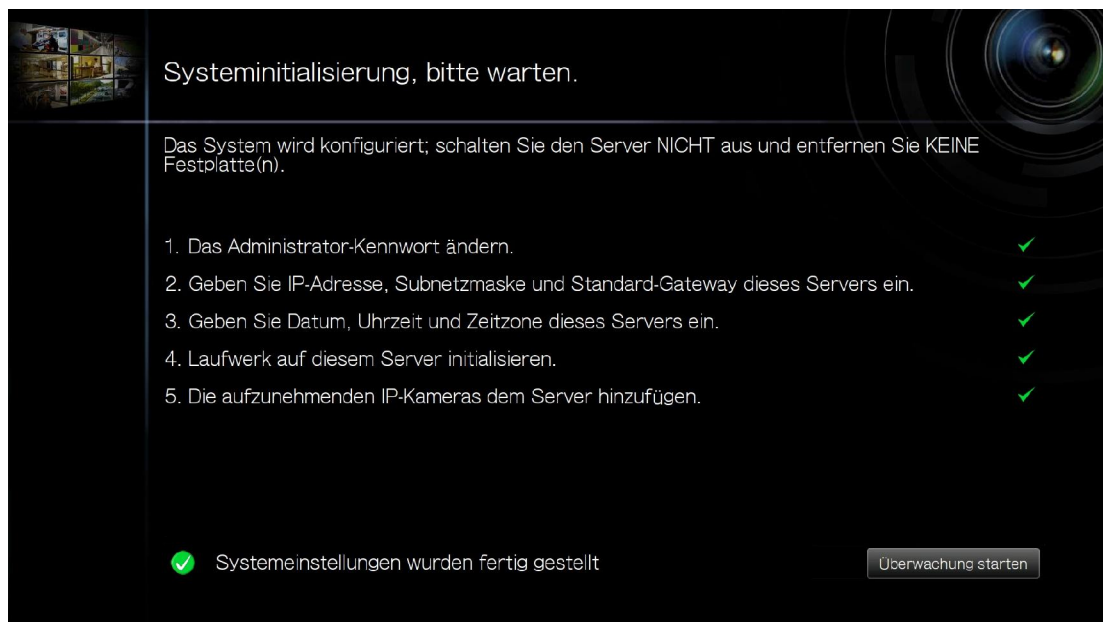 Systeminitialisierung, bitte warten.
Das System wird konfiguriert; schalten Sie den Server NICHT aus und entfernen Sie KEINE
Festplatte(n).
1. Das Administrator-Kennwort ändern.
2. Geben Sie IP-Adresse, Subnetzmaske und Standard-Gateway dieses Servers ein.
3. Geben Sie Datum, Uhrzeit und Zeitzone dieses Servers ein.
4. Laufwerk auf diesem Server initialisieren.
5. Die aufzunehmenden IP-Kameras dem Server hinzufügen.
Systemeinstellungen wurden fertig gestellt
Überwachung starten